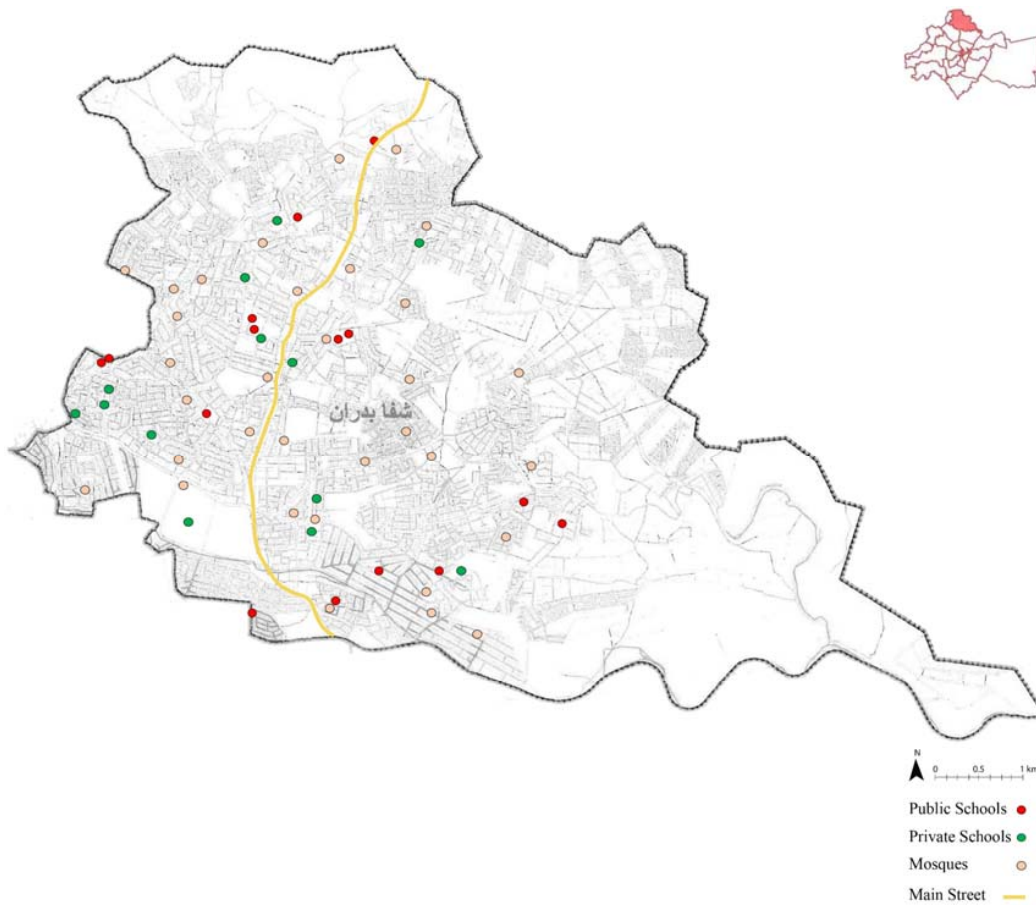 شفا بدران
N
0 0.5 1 km
Public Schools
Private Schools
Mosques
Main Street